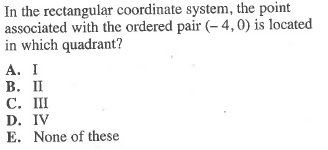 In the rectangular coordinate system, the point
associated with the ordered pair (– 4, 0) is located
in which quadrant?
A. I
B. II
C. III
D. IV
E. None of these